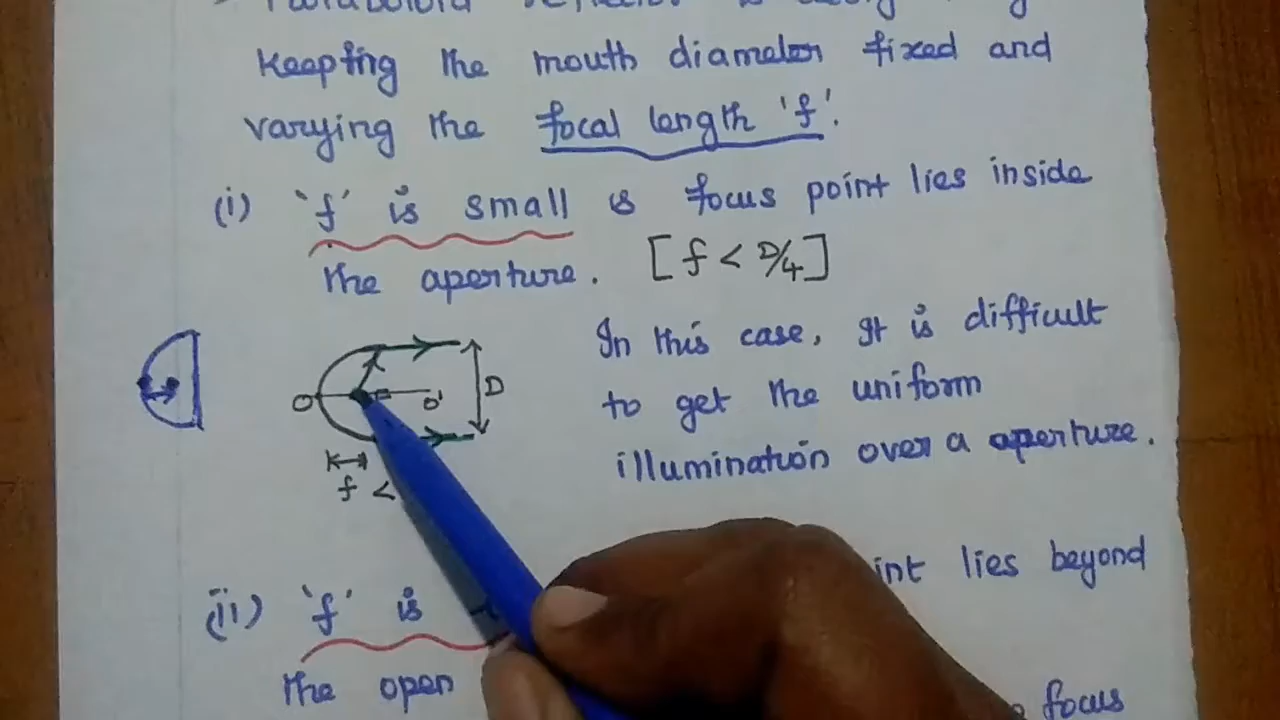 keeping the mouth diameter fixed and
varying the focal length 'f'.
(i) 'f' is small is focus point lies inside
the aperture. [f < D/4]
In this case, It is difficult
to get the uniform
illumination over a aperture.
O O' D
f <
(ii) 'f' is lies beyond
the open focus